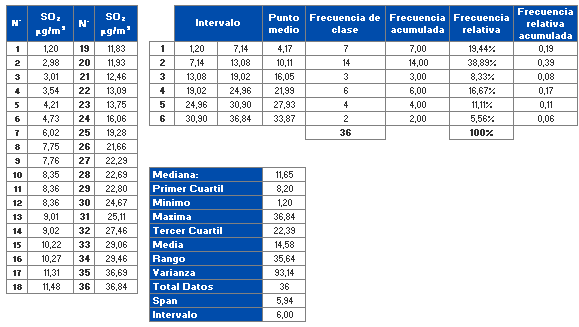 N° SO₂ µg/m³ N° SO₂ µg/m³
1 1,20 19 11,83
2 2,98 20 11,93
3 3,01 21 12,46
4 3,54 22 13,09
5 4,21 23 13,75
6 4,73 24 16,06
7 6,02 25 19,28
8 7,75 26 21,66
9 7,76 27 22,29
10 8,35 28 22,69
11 8,36 29 22,80
12 8,36 30 24,67
13 9,01 31 25,11
14 9,02 32 27,46
15 10,22 33 29,06
16 10,27 34 29,46
17 11,31 35 36,69
18 11,48 36 36,84
Intervalo Punto medio Frecuencia de clase Frecuencia acumulada Frecuencia relativa Frecuencia relativa acumulada
1 1,20 7,14 4,17 7 7,00 19,44% 0,19
2 7,14 13,08 10,11 14 14,00 38,89% 0,39
3 13,08 19,02 16,05 3 3,00 8,33% 0,08
4 19,02 24,96 21,99 6 6,00 16,67% 0,17
5 24,96 30,90 27,93 4 4,00 11,11% 0,11
6 30,90 36,84 33,87 2 2,00 5,56% 0,06
36 100%
Mediana: 11,65
Primer Cuartil 8,20
Minimo 1,20
Maxima 36,84
Tercer Cuartil 22,39
Media 14,58
Rango 35,64
Varianza 93,14
Total Datos 36
Span 5,94
Intervalo 6,00